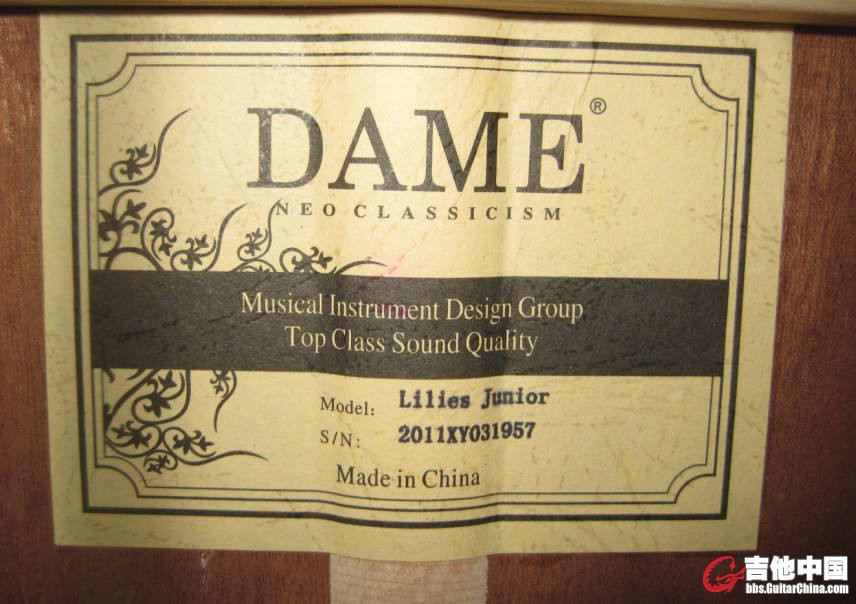 DAME®
NEO CLASSICISM
Musical Instrument Design Group
Top Class Sound Quality
Model: Lilies Junior
S/N: 2011XY031957
Made in China
吉他中国
bbs.GuitarChina.com